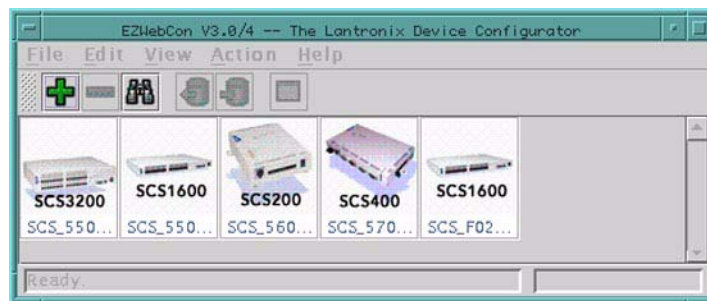 EZWebCon V3.0/4 -- The Lantronix Device Configurator
File Edit View Action Help
SCS3200 SCS1600 SCS200 SCS400 SCS1600
SCS_550... SCS_550... SCS_560... SCS_570... SCS_F02...
Ready.